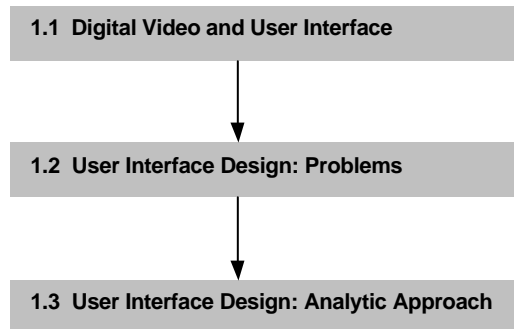 1.1 Digital Video and User Interface
1.2 User Interface Design: Problems
1.3 User Interface Design: Analytic Approach